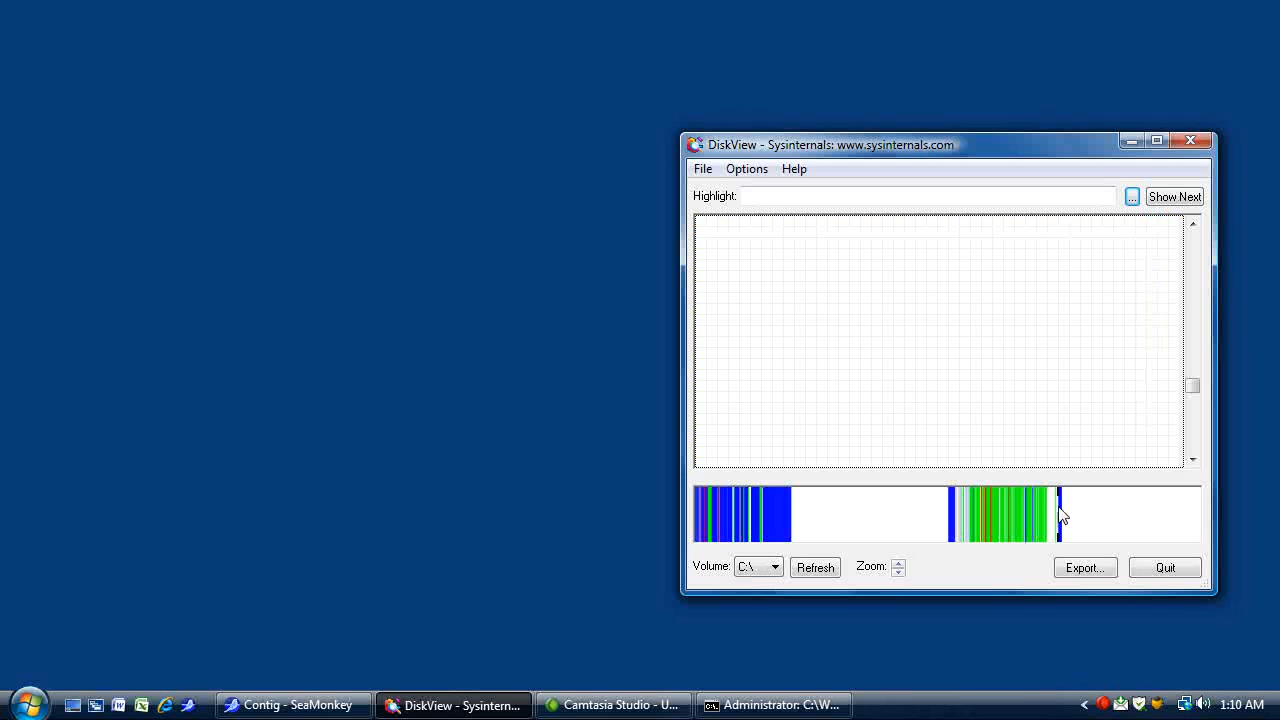 DiskView - Sysinternals: www.sysinternals.com
File Options Help
Highlight: ... Show Next
Volume: C:\ Refresh Zoom: Export... Quit
Contig - SeaMonkey DiskView - Sysintern... Camtasia Studio - U... Administrator: C:\W... 1:10 AM